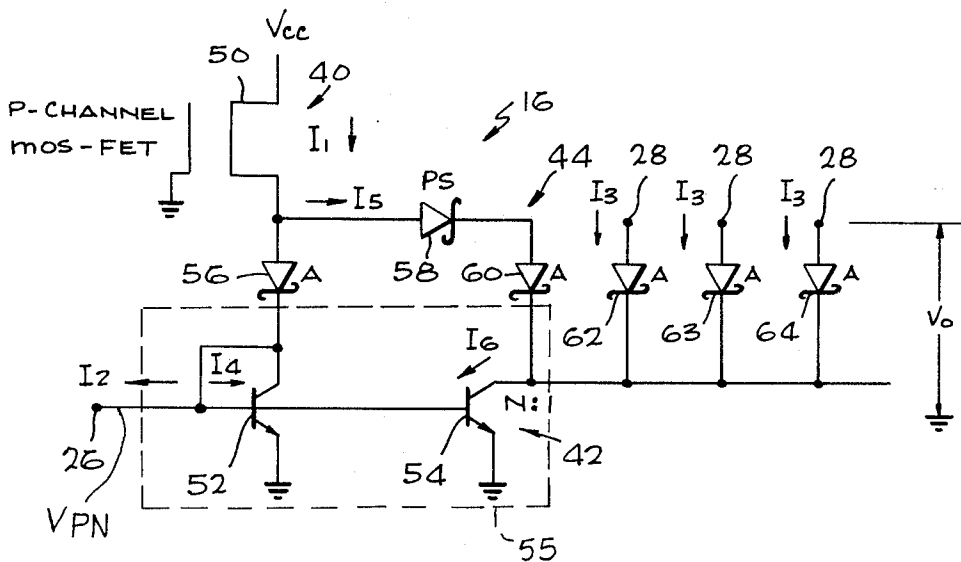 Vcc
50
40
P-CHANNEL
MOS-FET
I1
16
I5
PS
44
28
28
28
I3
I3
I3
56
A
58
60
A
A
A
A
62
63
64
Vo
I2
I4
I6
N:
26
52
54
42
VPN
55